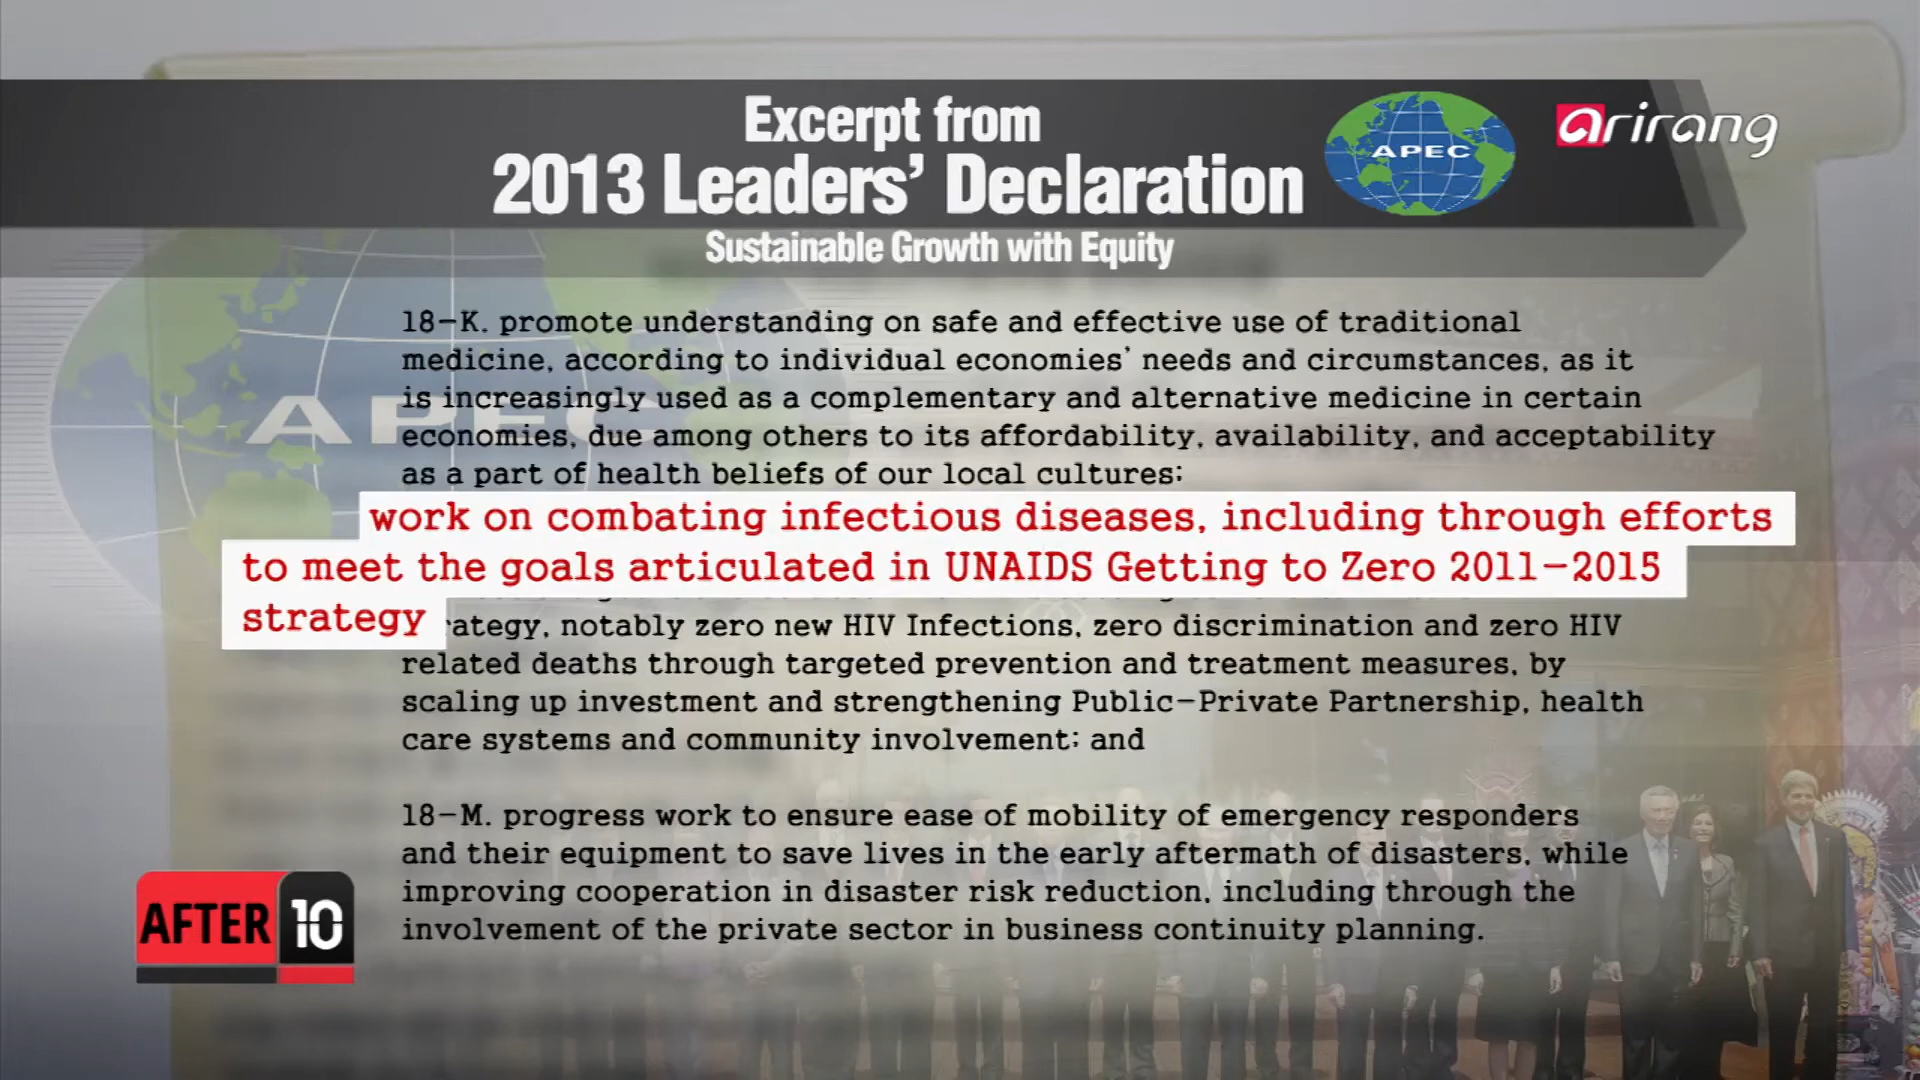 Excerpt from
2013 Leaders' Declaration
APEC
arirang
Sustainable Growth with Equity
18-K. promote understanding on safe and effective use of traditional
medicine, according to individual economies' needs and circumstances, as it
is increasingly used as a complementary and alternative medicine in certain
economies, due among others to its affordability, availability, and acceptability
as a part of health beliefs of our local cultures;
APEC
work on combating infectious diseases, including through efforts
to meet the goals articulated in UNAIDS Getting to Zero 2011-2015
strategy
rategy, notably zero new HIV Infections, zero discrimination and zero HIV
related deaths through targeted prevention and treatment measures, by
scaling up investment and strengthening Public-Private Partnership, health
care systems and community involvement; and
18-M. progress work to ensure ease of mobility of emergency responders
and their equipment to save lives in the early aftermath of disasters, while
improving cooperation in disaster risk reduction, including through the
involvement of the private sector in business continuity planning.
AFTER 10